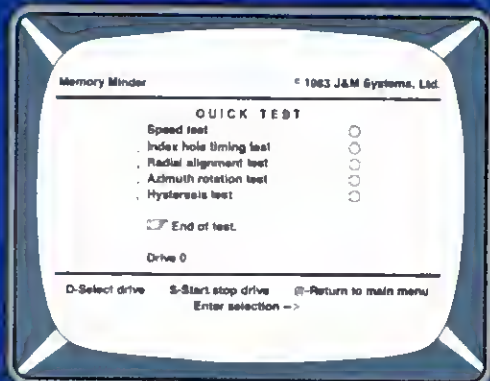 Memory Minder © 1983 J&M Systems, Ltd.
QUICK TEST
Speed test
Index hole timing test
Radial alignment test
Azimuth rotation test
Hysteresis test
☞ End of test.
Drive 0
D-Select drive S-Start stop drive @-Return to main menu
Enter selection -->